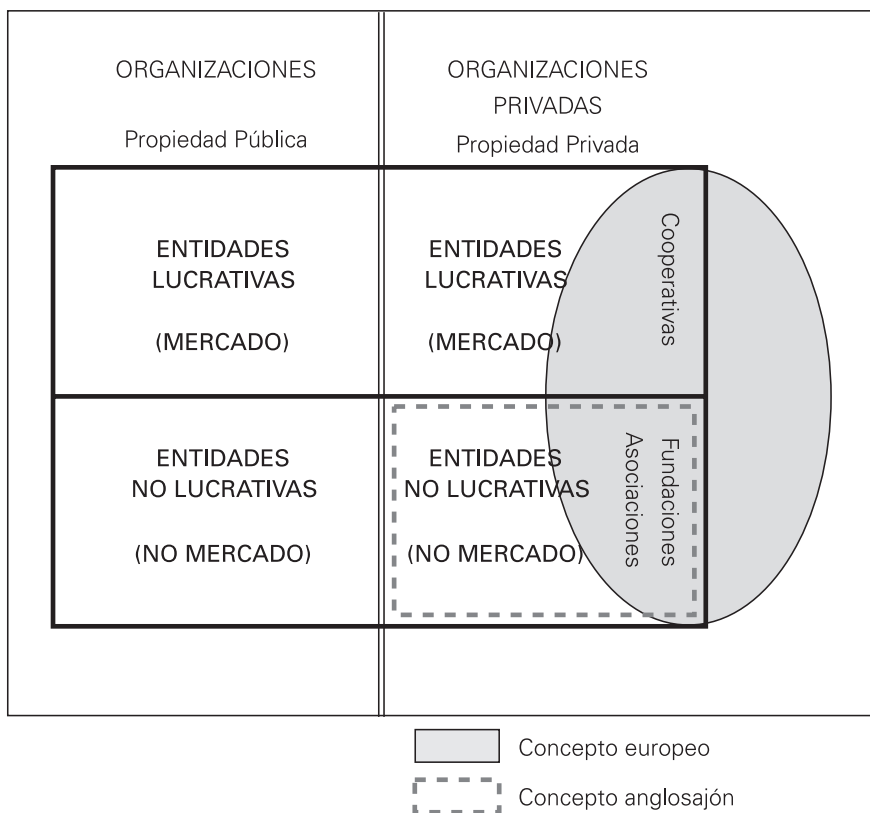 ORGANIZACIONES
Propiedad Pública
ORGANIZACIONES
PRIVADAS
Propiedad Privada
ENTIDADES
LUCRATIVAS
(MERCADO)
ENTIDADES
LUCRATIVAS
(MERCADO)
Cooperativas
ENTIDADES
NO LUCRATIVAS
(NO MERCADO)
ENTIDADES
NO LUCRATIVAS
(NO MERCADO)
Fundaciones
Asociaciones
Concepto europeo
Concepto anglosajón